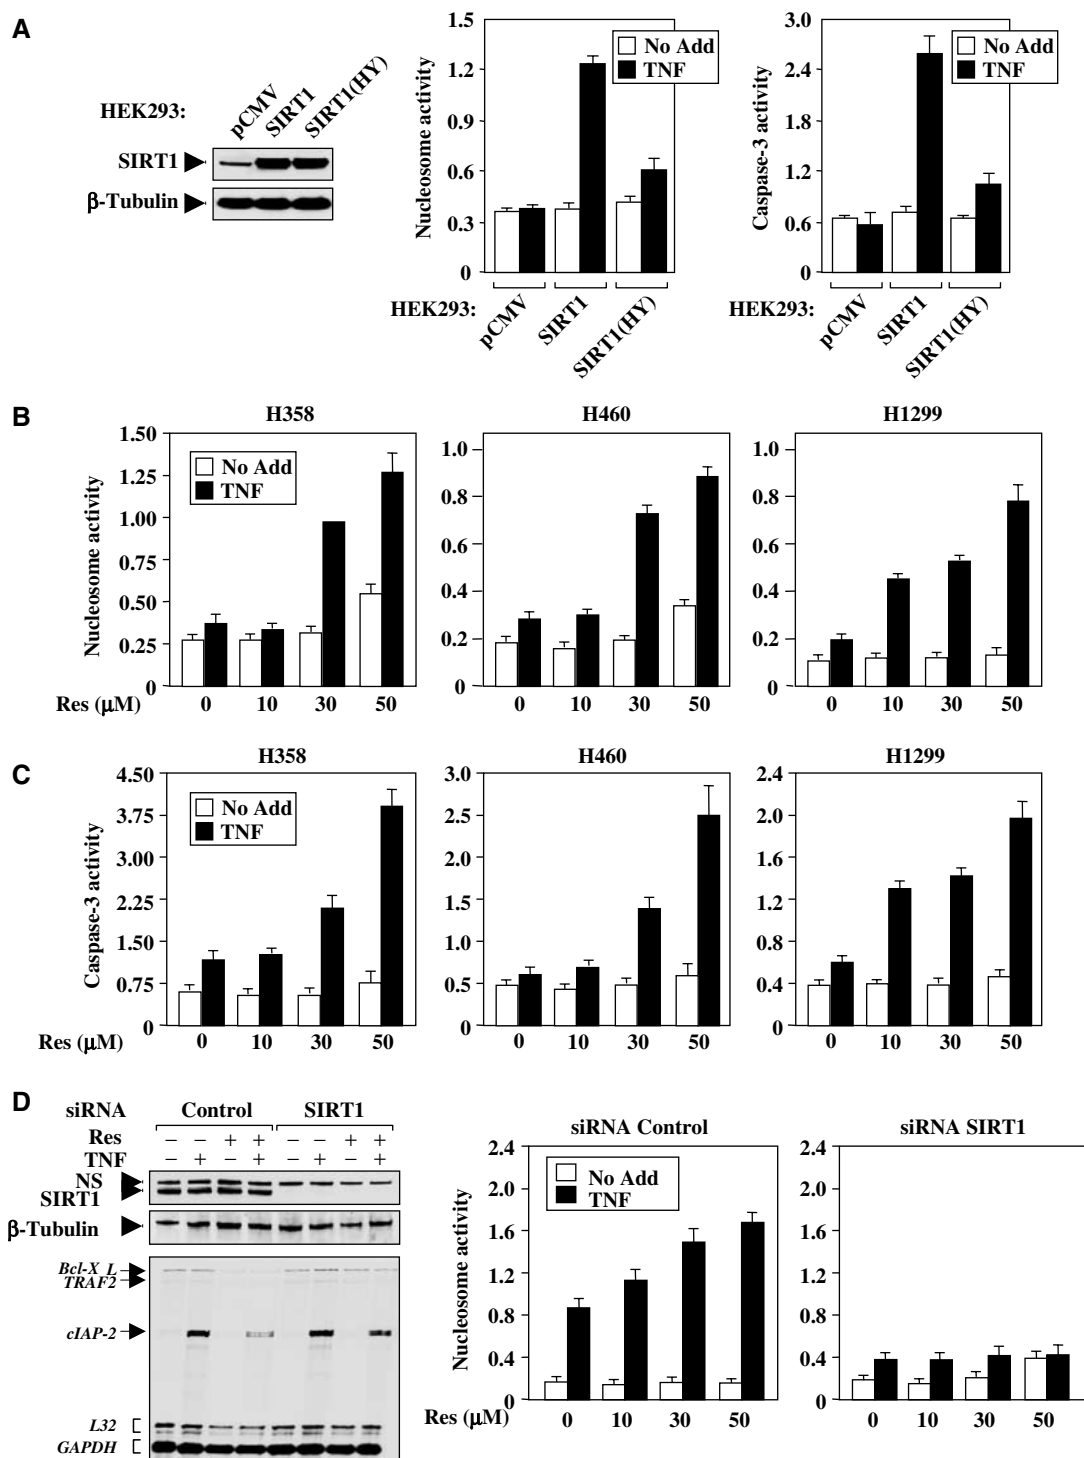 A
HEK293:
pCMV
SIRT1
SIRT1(HY)
SIRT1
β-Tubulin
Nucleosome activity
1.5
1.2
0.9
0.6
0.3
0
No Add
TNF
HEK293:
pCMV
SIRT1
SIRT1(HY)
Caspase-3 activity
3.0
2.4
1.8
1.2
0.6
0
No Add
TNF
HEK293:
pCMV
SIRT1
SIRT1(HY)
B
H358
H460
H1299
Nucleosome activity
1.50
1.25
1.00
0.75
0.50
0.25
0
No Add
TNF
1.0
0.8
0.6
0.4
0.2
0
1.0
0.8
0.6
0.4
0.2
0
Res (μM)
0 10 30 50
0 10 30 50
0 10 30 50
C
H358
H460
H1299
Caspase-3 activity
4.50
3.75
3.00
2.25
1.50
0.75
0
No Add
TNF
3.0
2.5
2.0
1.5
1.0
0.5
0
2.4
2.0
1.6
1.2
0.8
0.4
0
Res (μM)
0 10 30 50
0 10 30 50
0 10 30 50
D
siRNA Control SIRT1
Res − − + + − − + +
TNF − + − + − + − +
NS
SIRT1
β-Tubulin
Bcl-X L
TRAF2
cIAP-2
L32
GAPDH
siRNA Control
Nucleosome activity
2.4
2.0
1.6
1.2
0.8
0.4
0
No Add
TNF
siRNA SIRT1
2.4
2.0
1.6
1.2
0.8
0.4
0
Res (μM)
0 10 30 50
0 10 30 50